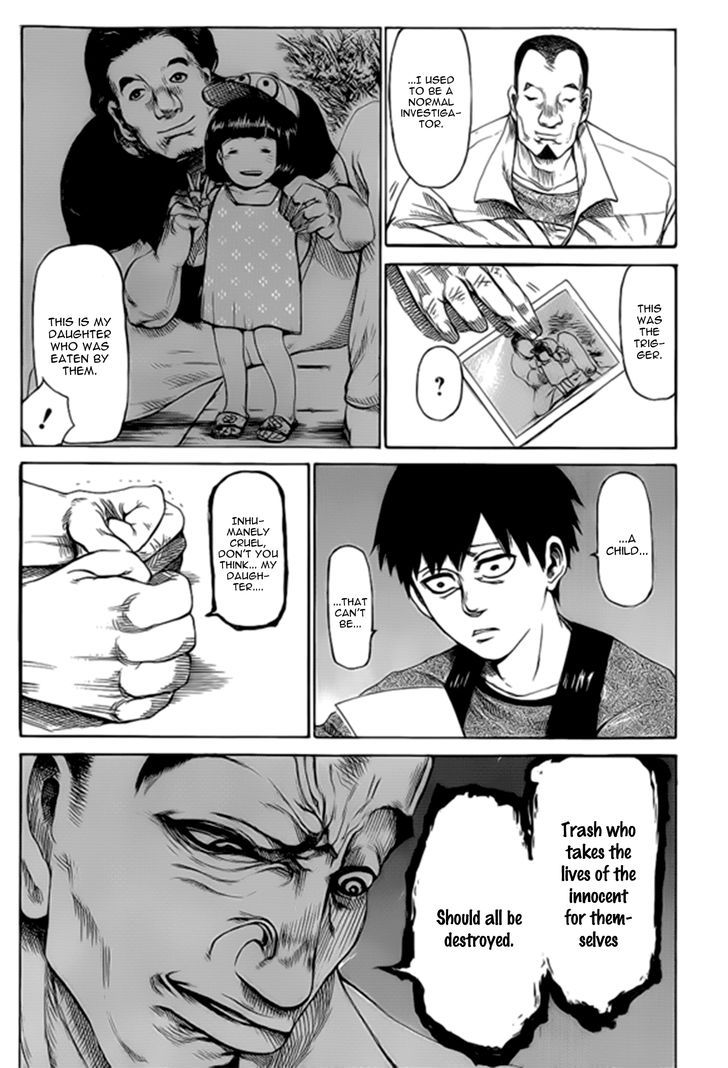 ...I USED
TO BE A
NORMAL
INVESTIGA-
TOR.
THIS
WAS
THE
TRIG-
GER.
?
THIS IS MY
DAUGHTER
WHO WAS
EATEN BY
THEM.
!
...A
CHILD...
...THAT
CAN'T
BE...
INHU-
MANELY
CRUEL,
DON'T YOU
THINK... MY
DAUGH-
TER....
Trash who
takes the
lives of the
innocent
for them-
selves
Should all be
destroyed.